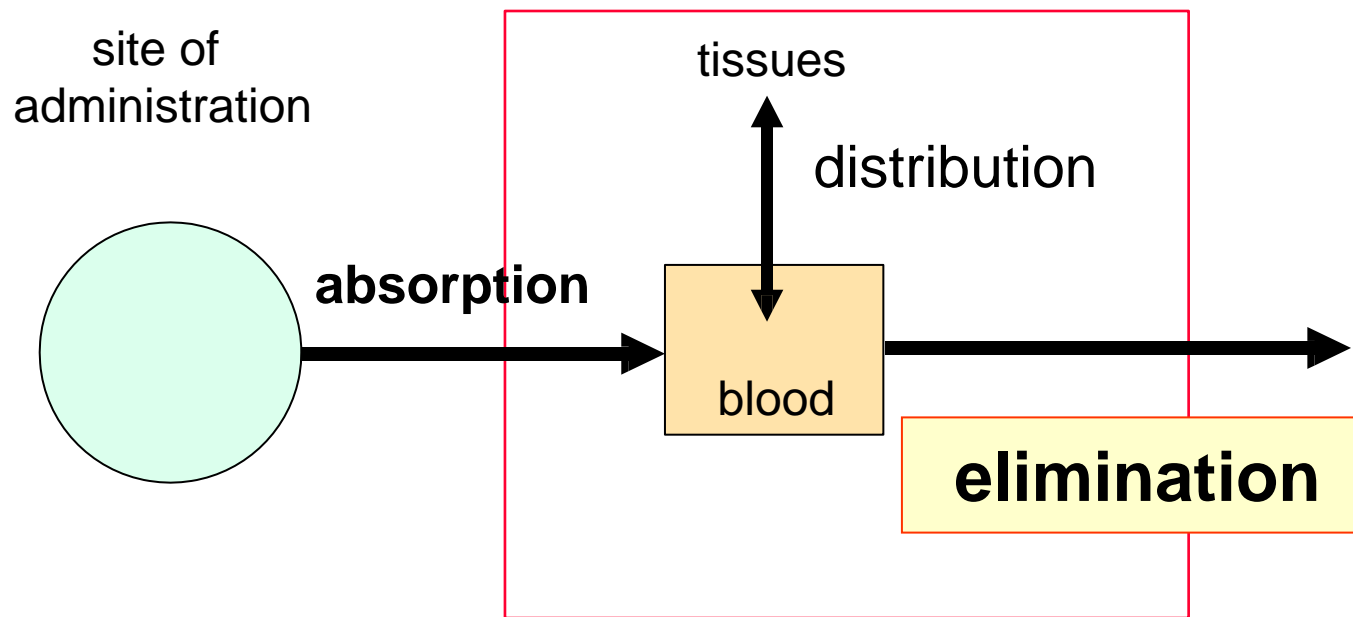 site of
administration
tissues
distribution
absorption
blood
elimination